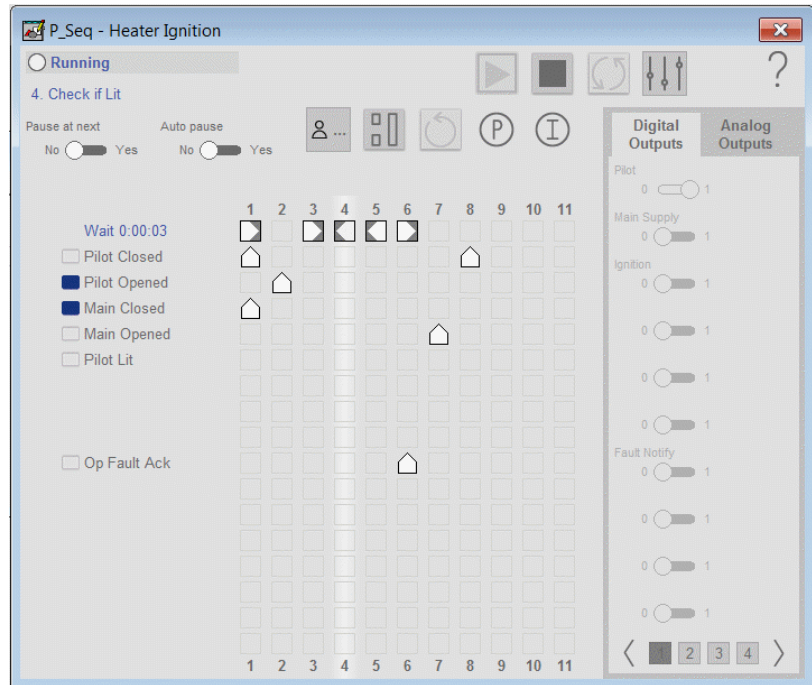 P_Seq - Heater Ignition
Running
4. Check if Lit
?
Pause at next
Auto pause
No Yes
No Yes
...
P
I
Digital Outputs
Analog Outputs
1 2 3 4 5 6 7 8 9 10 11
Wait 0:00:03
Pilot Closed
Pilot Opened
Main Closed
Main Opened
Pilot Lit
Op Fault Ack
1 2 3 4 5 6 7 8 9 10 11
Pilot
0 1
Main Supply
0 1
Ignition
0 1
0 1
0 1
0 1
Fault Notify
0 1
0 1
0 1
0 1
1 2 3 4